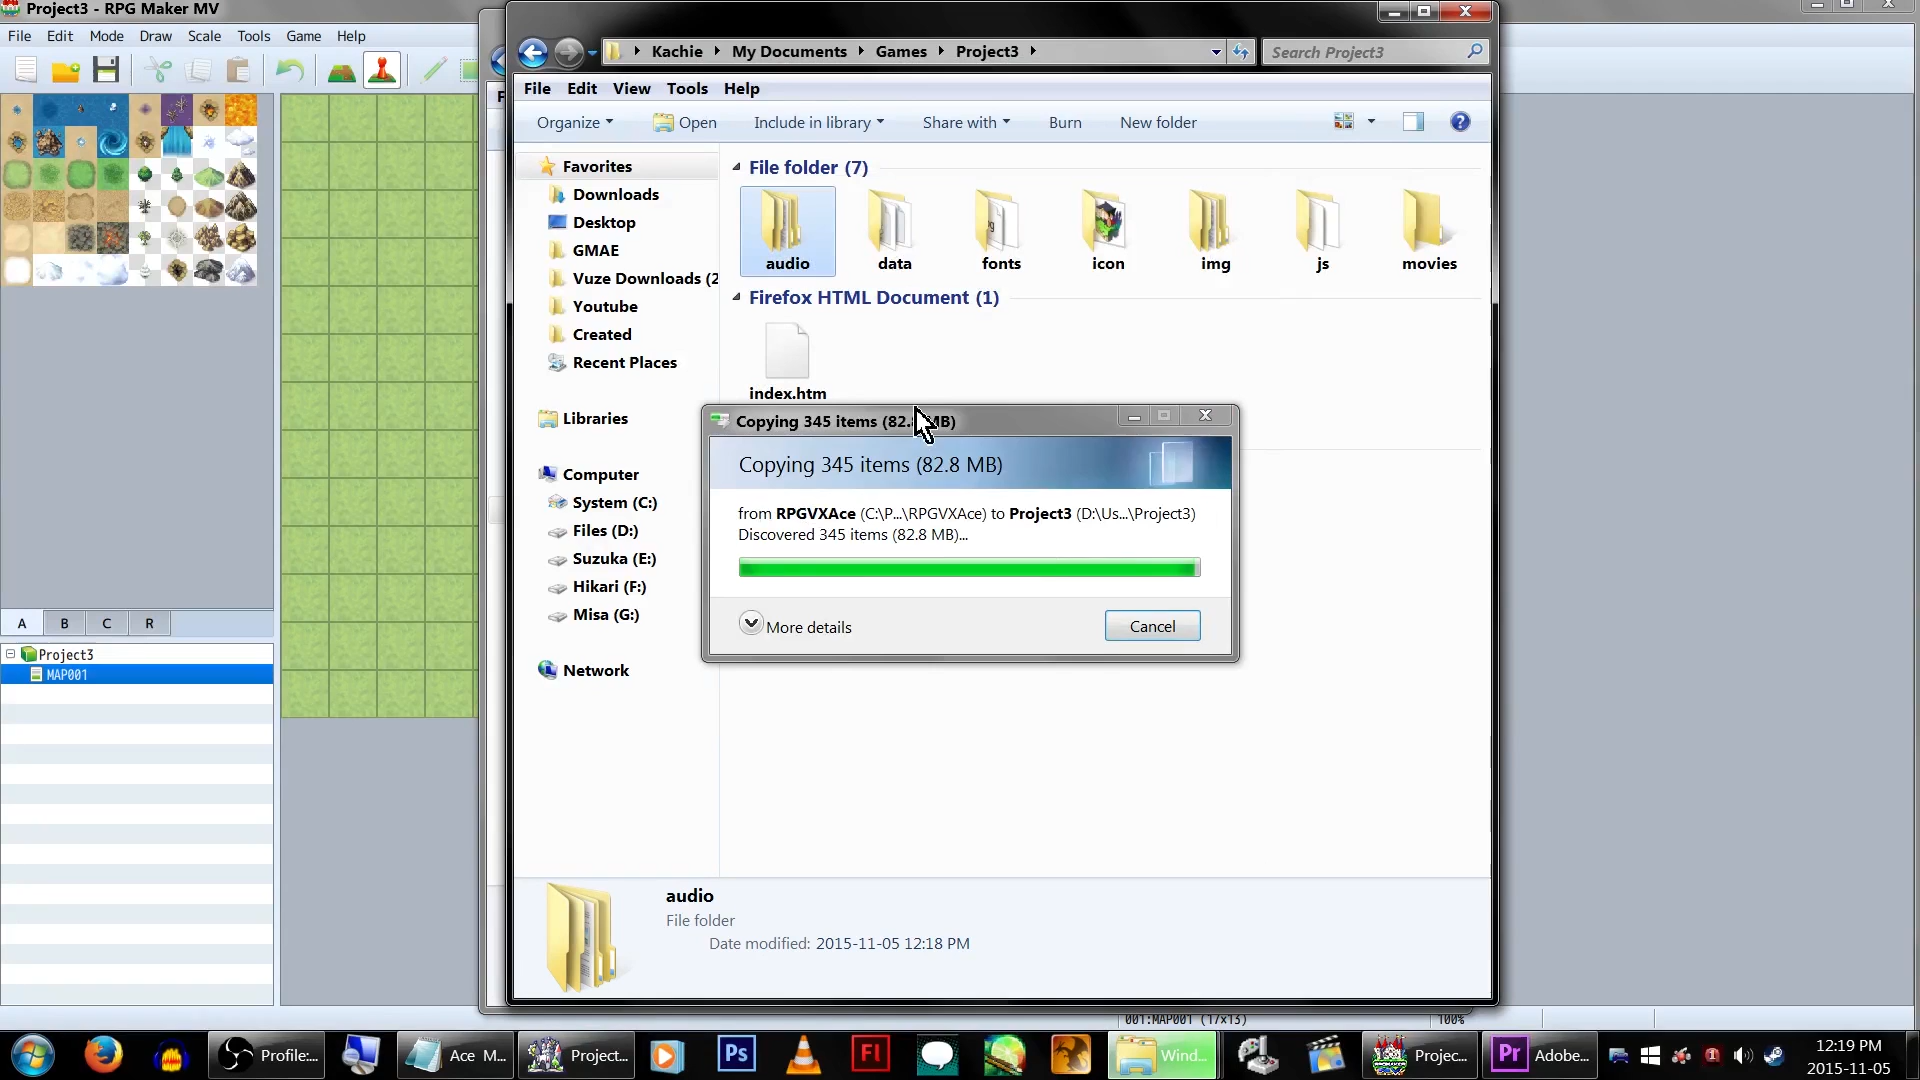 Project3 - RPG Maker MV
File Edit Mode Draw Scale Tools Game Help
Kachie My Documents Games Project3
Search Project3
File Edit View Tools Help
Organize Open Include in library Share with Burn New folder
Favorites
Downloads
Desktop
GMAE
Vuze Downloads (2
Youtube
Created
Recent Places
Libraries
Computer
System (C:)
Files (D:)
Suzuka (E:)
Hikari (F:)
Misa (G:)
Network
File folder (7)
audio data fonts icon img js movies
Firefox HTML Document (1)
index.htm
Copying 345 items (82. MB)
Copying 345 items (82.8 MB)
from RPGVXAce (C:\P...\RPGVXAce) to Project3 (D:\Us...\Project3)
Discovered 345 items (82.8 MB)...
More details
Cancel
A B C R
Project3
MAP001
audio
File folder
Date modified: 2015-11-05 12:18 PM
001:MAP001 (17x13) 100%
Profile:...
Ace M...
Project...
Ps
Fl
Wind...
Projec...
Pr
Adobe...
12:19 PM
2015-11-05